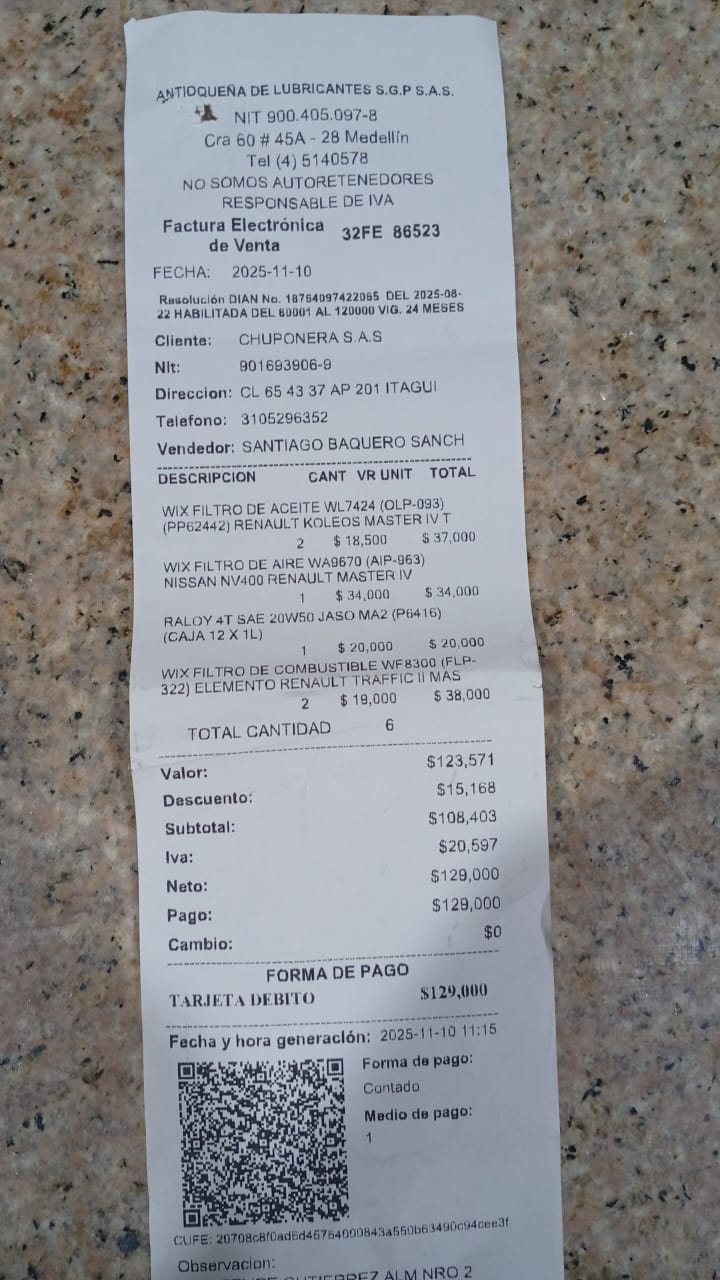 ANTIOQUEÑA DE LUBRICANTES S.G.P S.A.S.
NIT 900.405.097-8
Cra 60 # 45A - 28 Medellín
Tel (4) 5140578
NO SOMOS AUTORETENEDORES
RESPONSABLE DE IVA
Factura Electrónica de Venta 32FE 86523
FECHA: 2025-11-10
Resolución DIAN No. 18764097422065 DEL 2025-08-
22 HABILITADA DEL 80001 AL 120000 VIG. 24 MESES
Cliente: CHUPONERA S.A.S
Nit: 901693906-9
Direccion: CL 65 43 37 AP 201 ITAGUI
Telefono: 3105296352
Vendedor: SANTIAGO BAQUERO SANCH
DESCRIPCION CANT VR UNIT TOTAL
WIX FILTRO DE ACEITE WL7424 (OLP-093)
(PP62442) RENAULT KOLEOS MASTER IV T
2 $ 18,500 $ 37,000
WIX FILTRO DE AIRE WA9670 (AIP-963)
NISSAN NV400 RENAULT MASTER IV
1 $ 34,000 $ 34,000
RALOY 4T SAE 20W50 JASO MA2 (P6416)
(CAJA 12 X 1L)
1 $ 20,000 $ 20,000
WIX FILTRO DE COMBUSTIBLE WF8300 (FLP-
322) ELEMENTO RENAULT TRAFFIC II MAS
2 $ 19,000 $ 38,000
TOTAL CANTIDAD 6
Valor: $123,571
Descuento: $15,168
Subtotal: $108,403
Iva: $20,597
Neto: $129,000
Pago: $129,000
Cambio: $0
FORMA DE PAGO
TARJETA DEBITO $129,000
Fecha y hora generación: 2025-11-10 11:15
Forma de pago:
Contado
Medio de pago:
1
CUFE: 20708c8f0ad6d46764000843a550b63490c94cee3f
Observacion:
GUTIERREZ ALM NRO 2